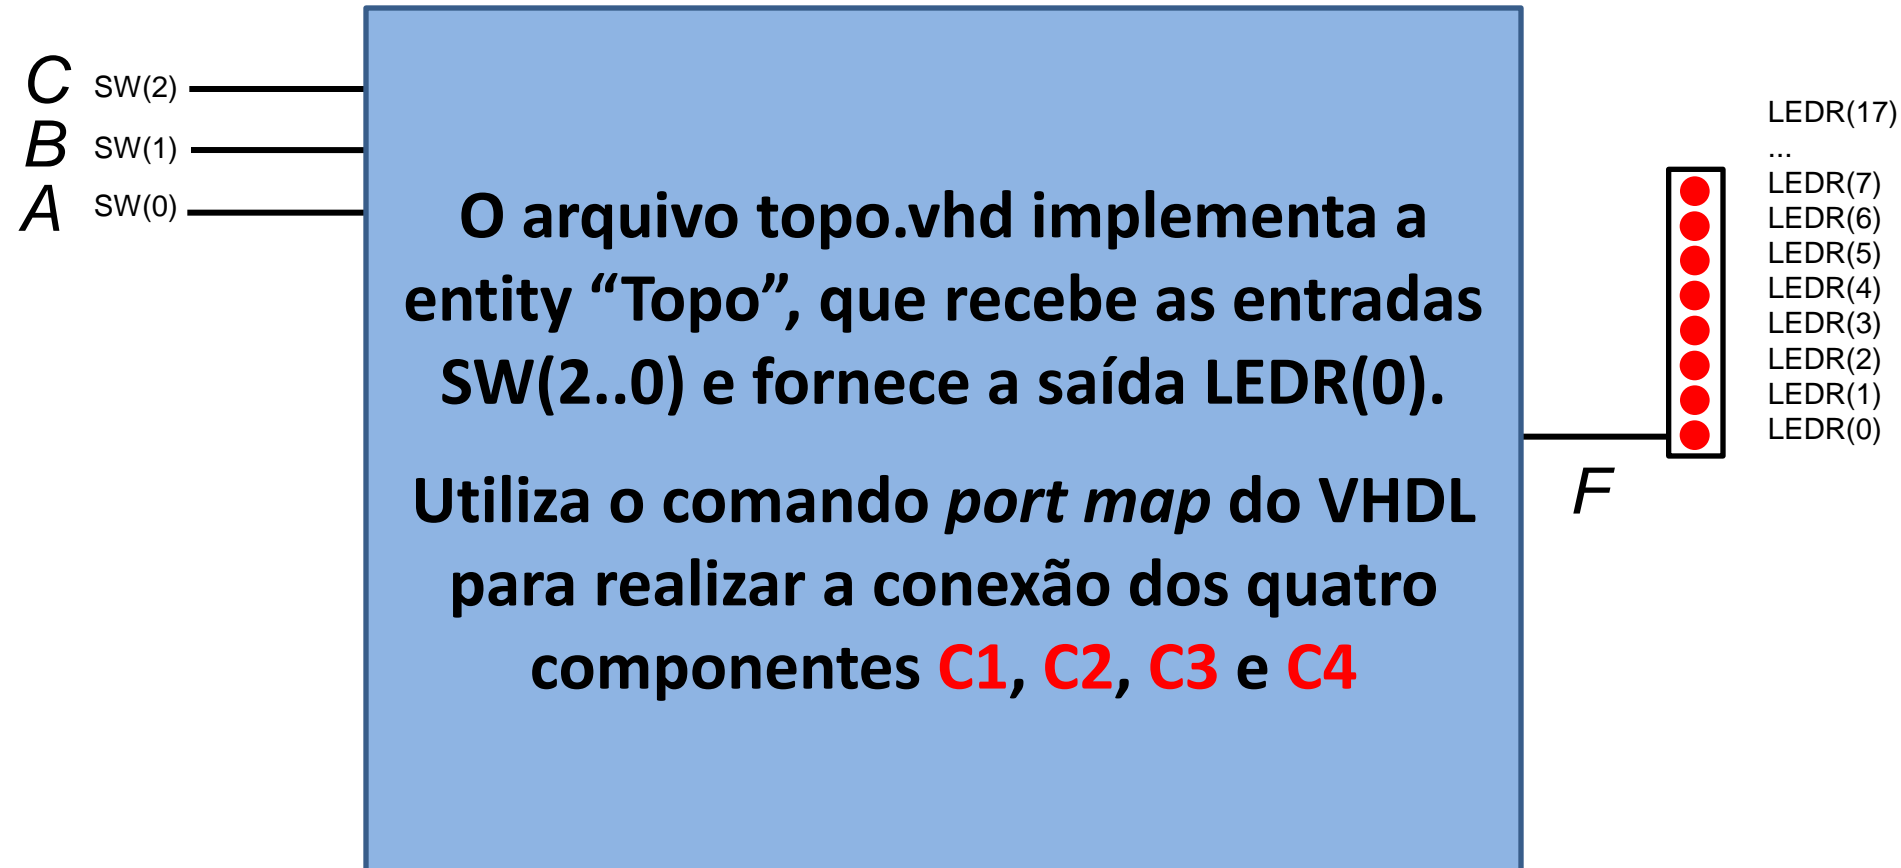 C SW(2)
B SW(1)
A SW(0)
O arquivo topo.vhd implementa a
entity “Topo”, que recebe as entradas
SW(2..0) e fornece a saída LEDR(0).
Utiliza o comando port map do VHDL
para realizar a conexão dos quatro
componentes C1, C2, C3 e C4
F
LEDR(17)
...
LEDR(7)
LEDR(6)
LEDR(5)
LEDR(4)
LEDR(3)
LEDR(2)
LEDR(1)
LEDR(0)